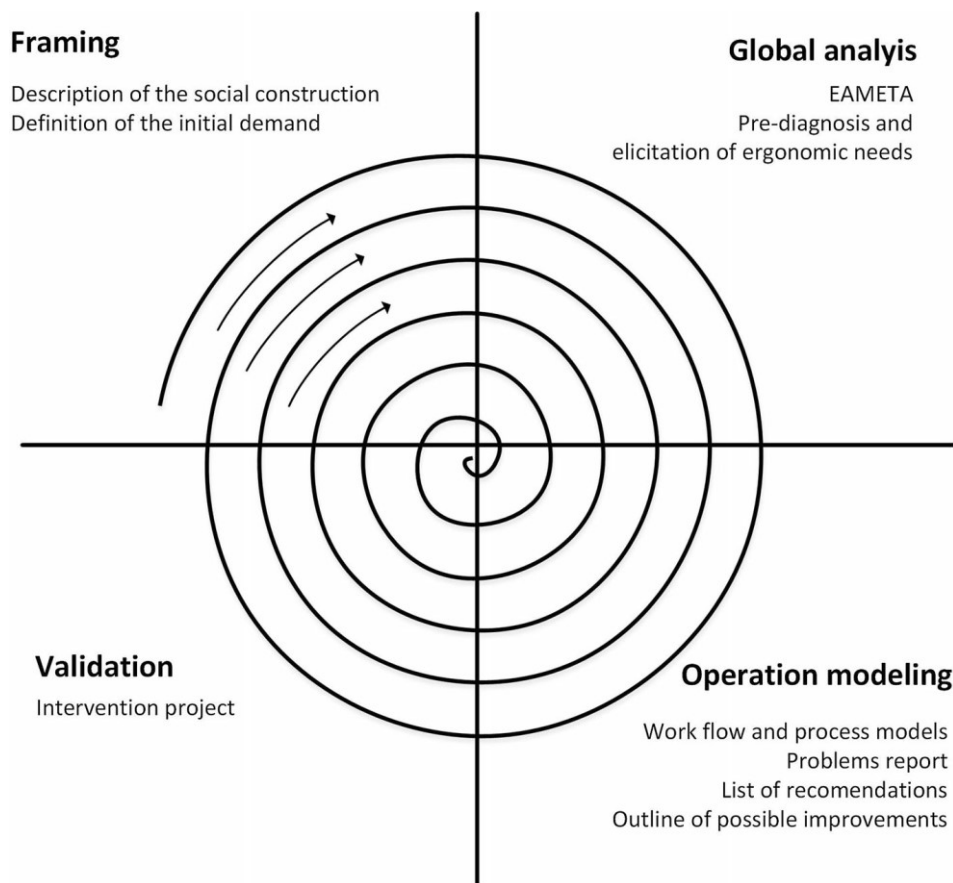 Framing
Description of the social construction
Definition of the initial demand
Global analyis
EAMETA
Pre-diagnosis and
elicitation of ergonomic needs
Validation
Intervention project
Operation modeling
Work flow and process models
Problems report
List of recomendations
Outline of possible improvements